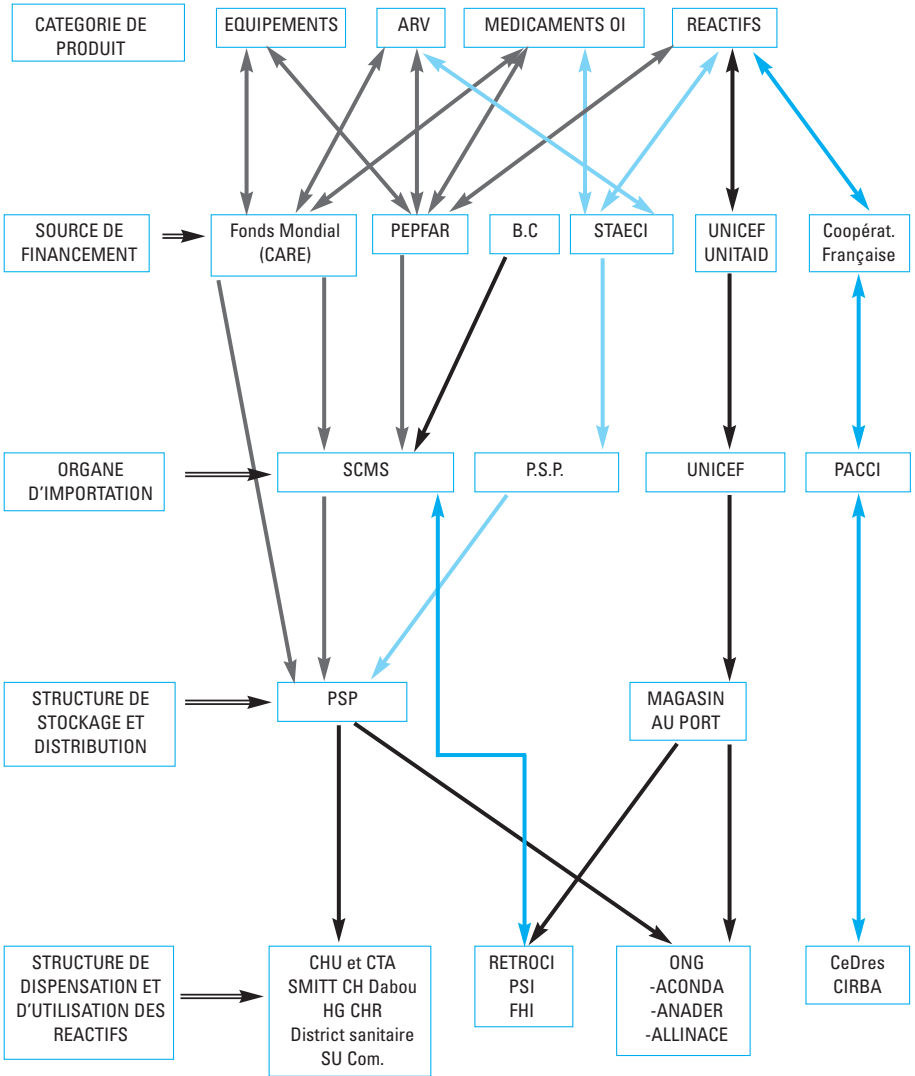 CATEGORIE DE
PRODUIT
EQUIPEMENTS
ARV
MEDICAMENTS OI
REACTIFS
SOURCE DE
FINANCEMENT
Fonds Mondial
(CARE)
PEPFAR
B.C
STAECI
UNICEF
UNITAID
Coopérat.
Française
ORGANE
D'IMPORTATION
SCMS
P.S.P.
UNICEF
PACCI
STRUCTURE DE
STOCKAGE ET
DISTRIBUTION
PSP
MAGASIN
AU PORT
STRUCTURE DE
DISPENSATION ET
D'UTILISATION DES
REACTIFS
CHU et CTA
SMITT CH Dabou
HG CHR
District sanitaire
SU Com.
RETROCI
PSI
FHI
ONG
-ACONDA
-ANADER
-ALLINACE
CeDres
CIRBA